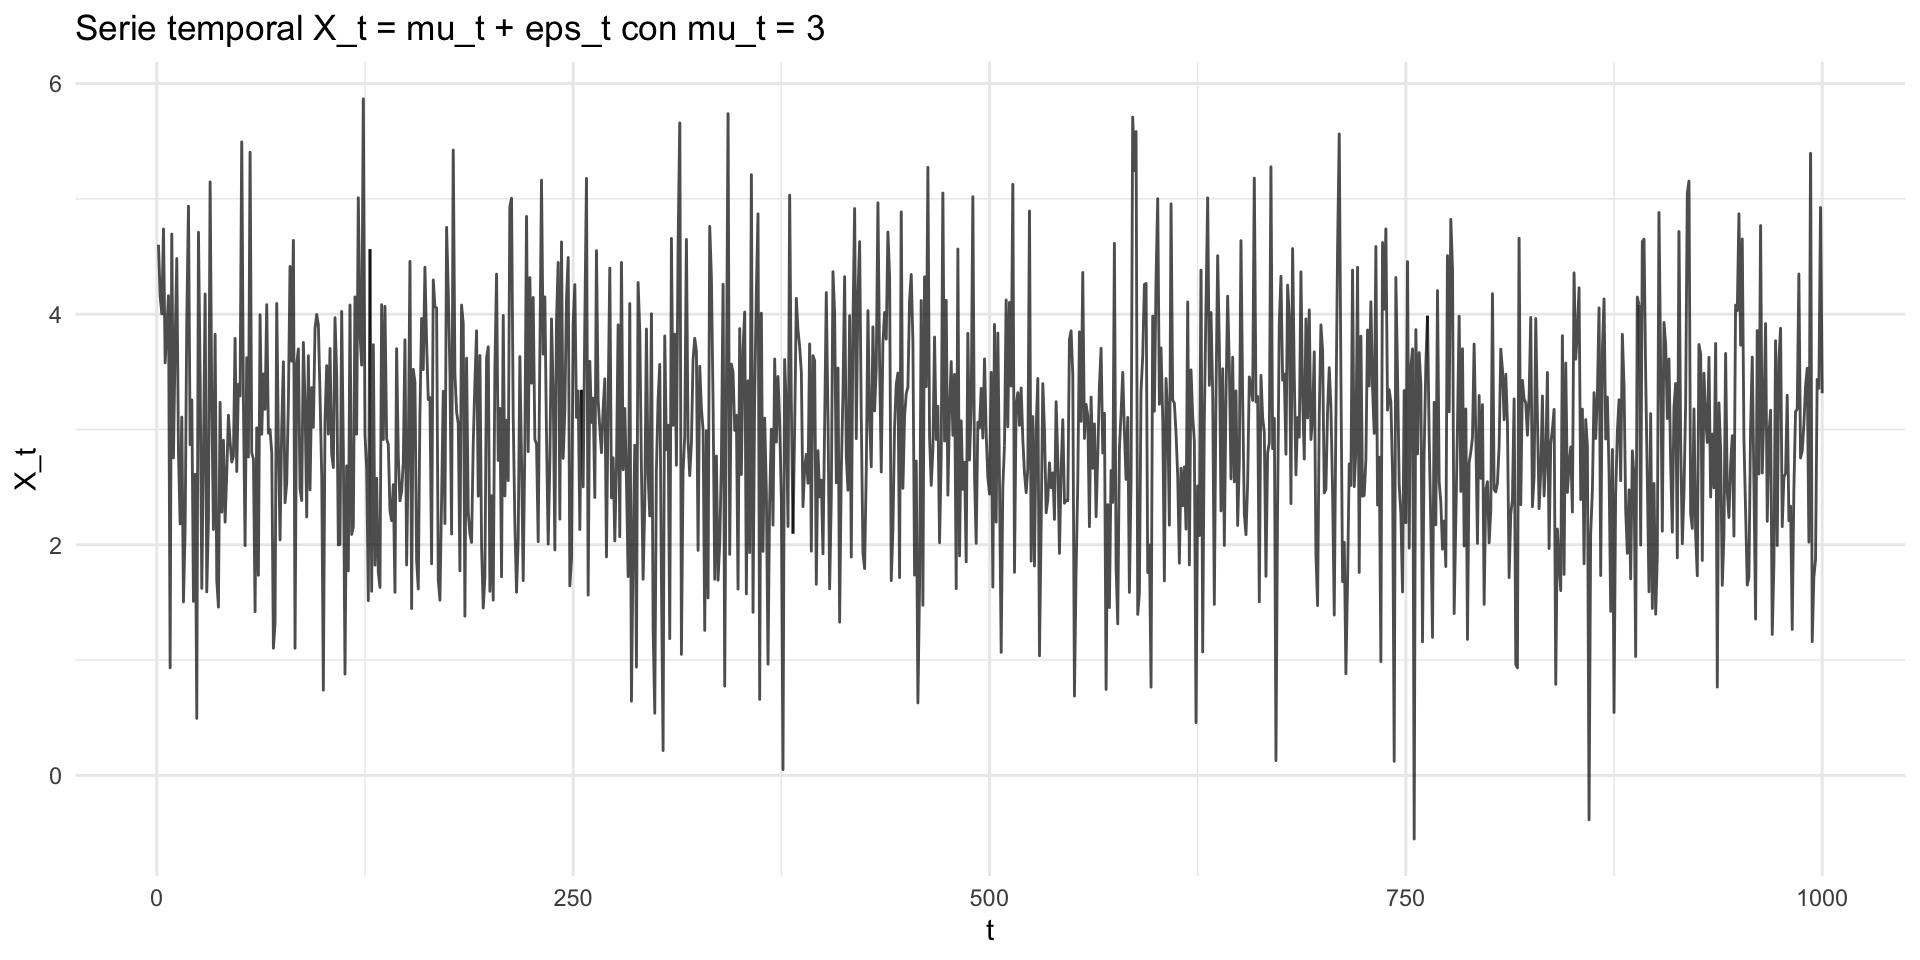 Serie temporal X_t = mu_t + eps_t con mu_t = 3
6
4
2
0
X_t
0 250 500 750 1000
t